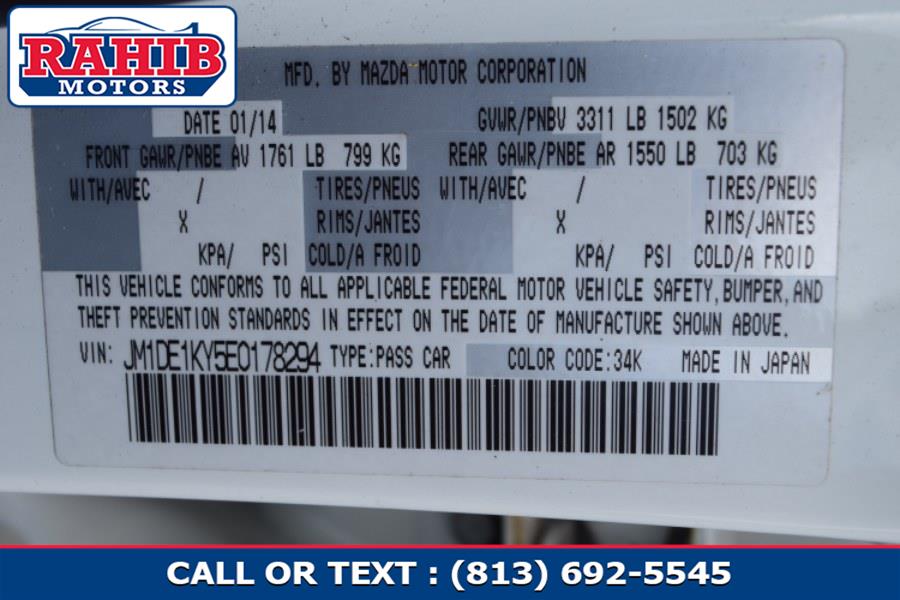 RAHIB
MOTORS
MFD. BY MAZDA MOTOR CORPORATION
DATE 01/14 GVWR/PNBV 3311 LB 1502 KG
FRONT GAWR/PNBE AV 1761 LB 799 KG REAR GAWR/PNBE AR 1550 LB 703 KG
WITH/AVEC / TIRES/PNEUS WITH/AVEC / TIRES/PNEUS
X RIMS/JANTES X RIMS/JANTES
KPA/ PSI COLD/A FROID KPA/ PSI COLD/A FROID
THIS VEHICLE CONFORMS TO ALL APPLICABLE FEDERAL MOTOR VEHICLE SAFETY, BUMPER, AND
THEFT PREVENTION STANDARDS IN EFFECT ON THE DATE OF MANUFACTURE SHOWN ABOVE.
VIN: JM1DE1KY5E0178294 TYPE:PASS CAR COLOR CODE:34K MADE IN JAPAN
CALL OR TEXT : (813) 692-5545